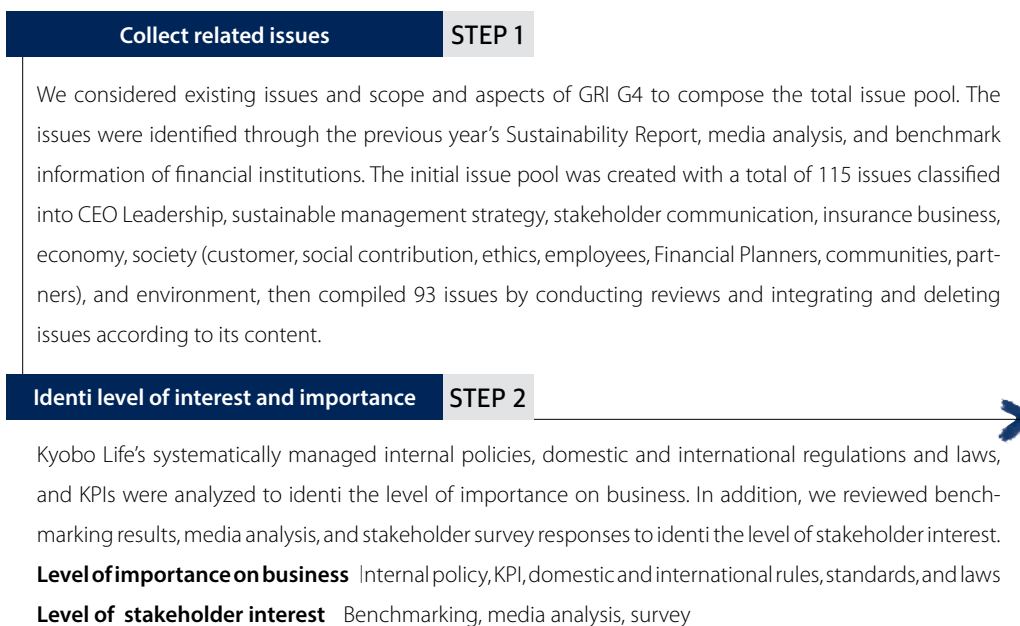 Collect related issues STEP 1
We considered existing issues and scope and aspects of GRI G4 to compose the total issue pool. The
issues were identified through the previous year's Sustainability Report, media analysis, and benchmark
information of financial institutions. The initial issue pool was created with a total of 115 issues classified
into CEO Leadership, sustainable management strategy, stakeholder communication, insurance business,
economy, society (customer, social contribution, ethics, employees, Financial Planners, communities, part-
ners), and environment, then compiled 93 issues by conducting reviews and integrating and deleting
issues according to its content.
Identi level of interest and importance STEP 2
Kyobo Life's systematically managed internal policies, domestic and international regulations and laws,
and KPIs were analyzed to identi the level of importance on business. In addition, we reviewed bench-
marking results, media analysis, and stakeholder survey responses to identi the level of stakeholder interest.
Level of importance on business Internal policy, KPI, domestic and international rules, standards, and laws
Level of stakeholder interest Benchmarking, media analysis, survey